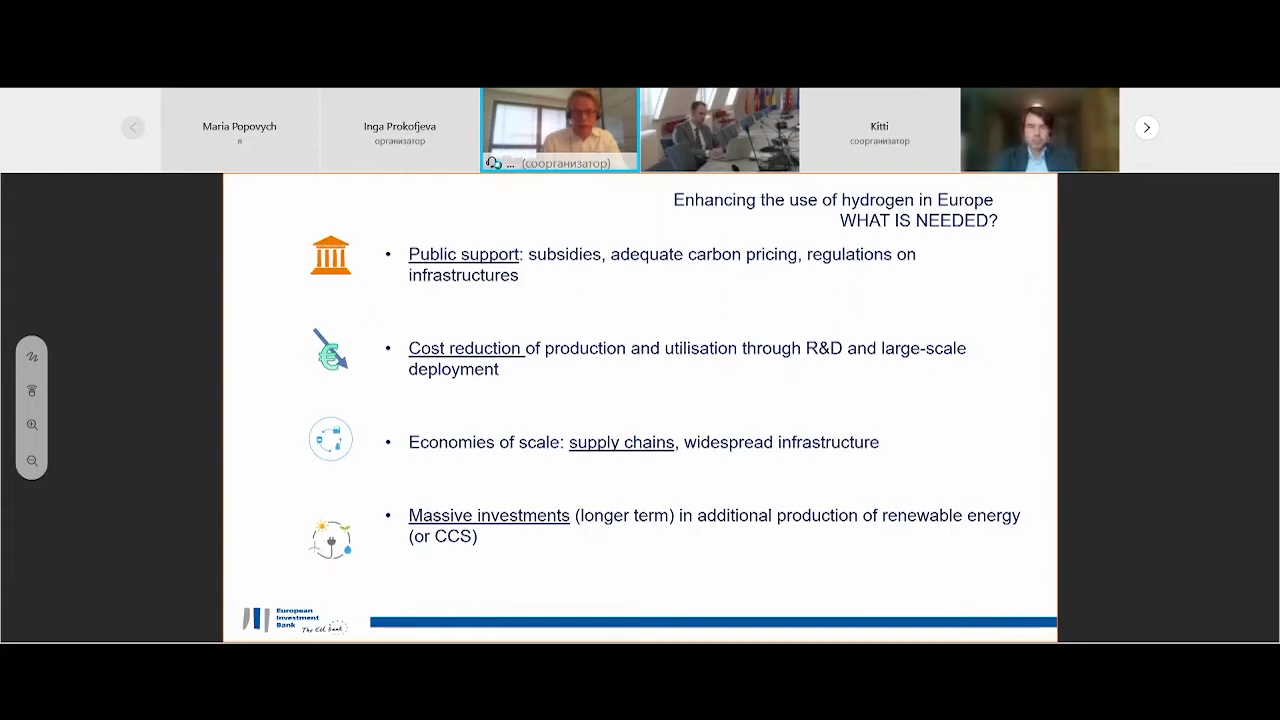 Maria Popovych
я
Inga Prokofjeva
организатор
... (соорганизатор)
Kitti
соорганизатор
Enhancing the use of hydrogen in Europe
WHAT IS NEEDED?
• Public support: subsidies, adequate carbon pricing, regulations on
infrastructures
• Cost reduction of production and utilisation through R&D and large-scale
deployment
• Economies of scale: supply chains, widespread infrastructure
• Massive investments (longer term) in additional production of renewable energy
(or CCS)
European
Investment
Bank
The EU bank